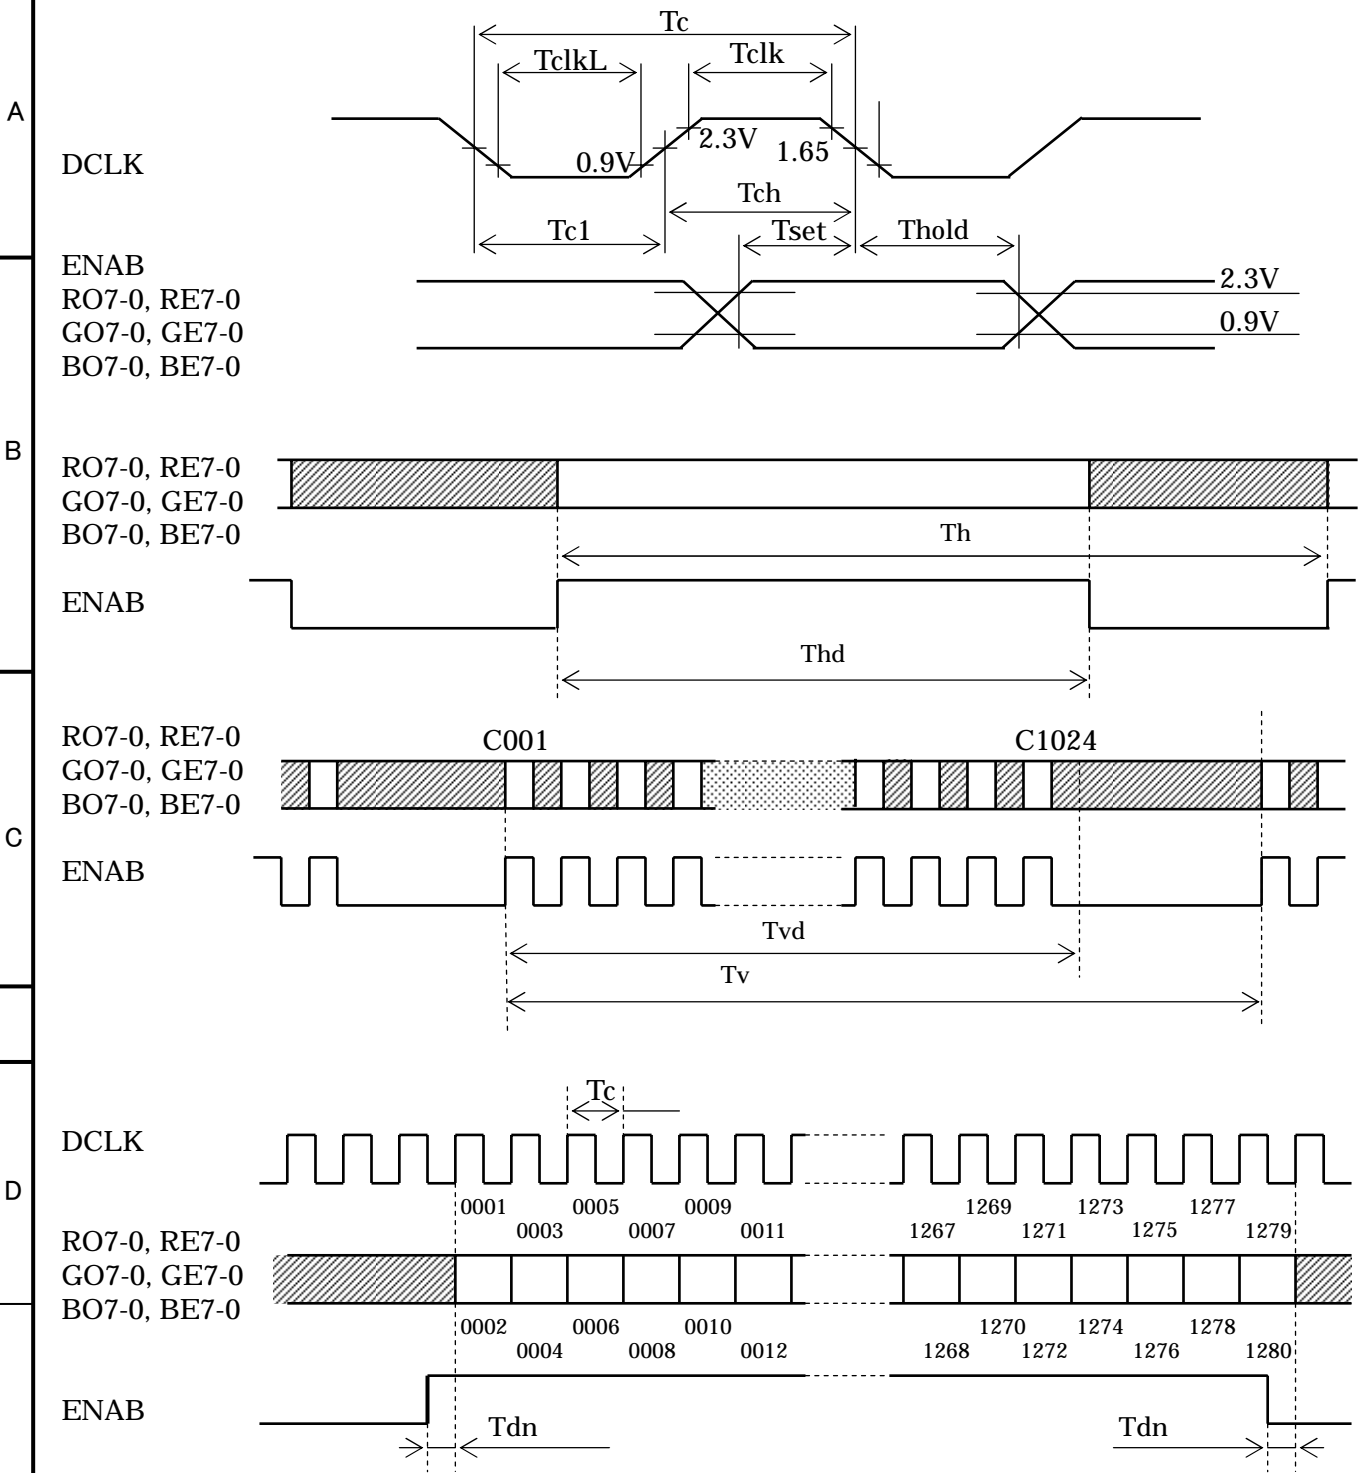 Tc
TclkL
Tclk
A
DCLK
0.9V
2.3V
1.65
Tch
Tc1
Tset
Thold
ENAB
RO7-0, RE7-0
GO7-0, GE7-0
BO7-0, BE7-0
2.3V
0.9V
B
RO7-0, RE7-0
GO7-0, GE7-0
BO7-0, BE7-0
Th
ENAB
Thd
RO7-0, RE7-0
GO7-0, GE7-0
BO7-0, BE7-0
C001
C1024
C
ENAB
Tvd
Tv
Tc
DCLK
D
0001 0005 0009 1269 1273 1277
0003 0007 0011 1267 1271 1275 1279
RO7-0, RE7-0
GO7-0, GE7-0
BO7-0, BE7-0
0002 0006 0010 1270 1274 1278
0004 0008 0012 1268 1272 1276 1280
ENAB
Tdn
Tdn